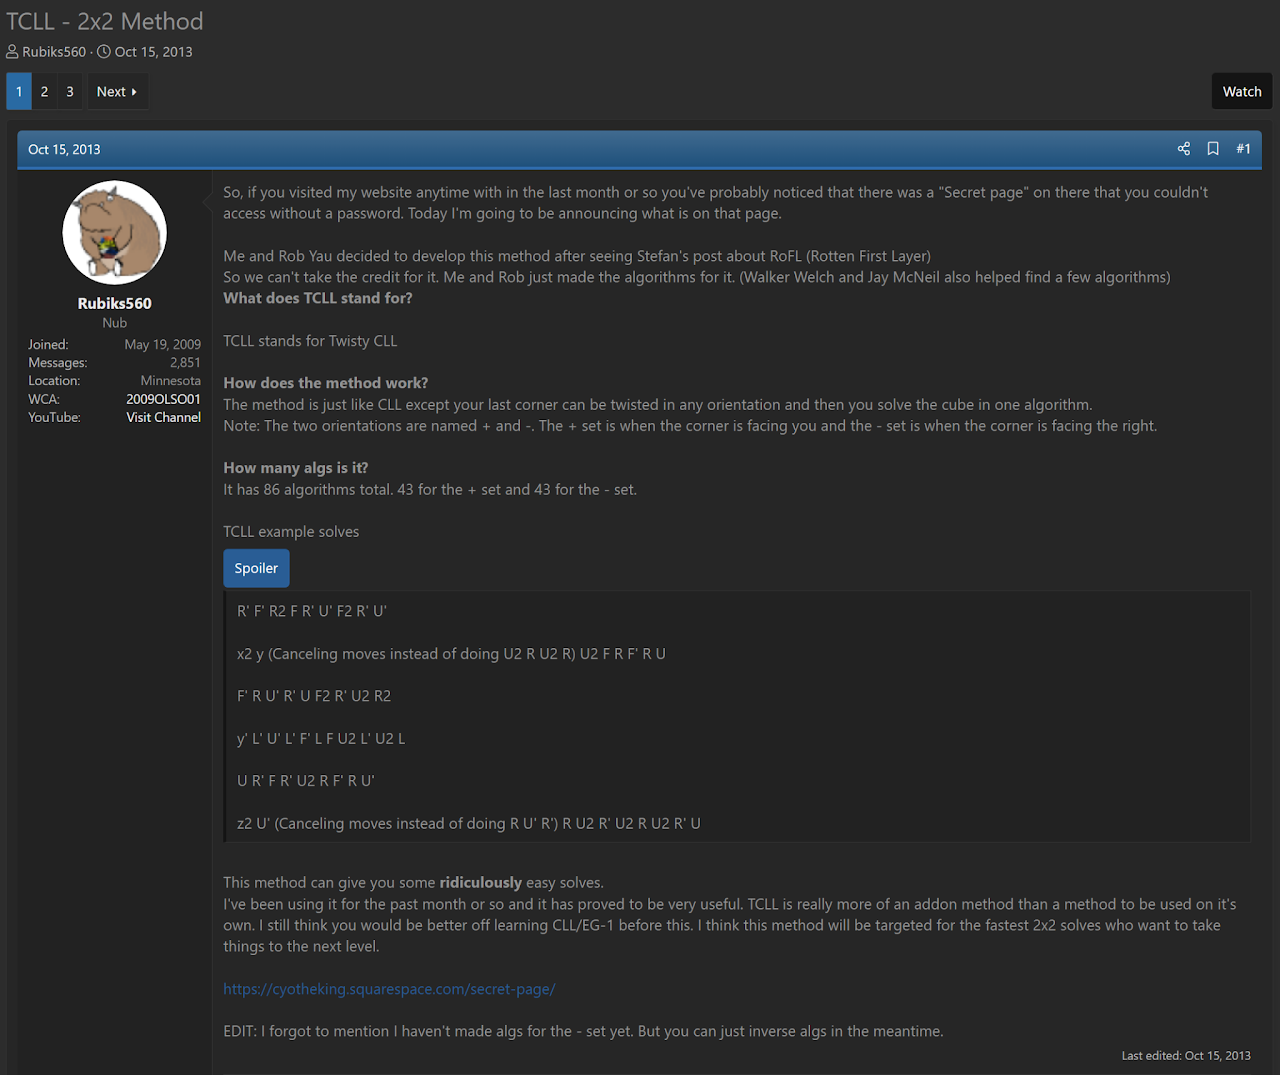 TCLL - 2x2 Method
Rubiks560 · Oct 15, 2013
1 2 3 Next
Watch
Oct 15, 2013
#1
Rubiks560
Nub
Joined: May 19, 2009
Messages: 2,851
Location: Minnesota
WCA: 2009OLSO01
YouTube: Visit Channel
So, if you visited my website anytime with in the last month or so you've probably noticed that there was a "Secret page" on there that you couldn't
access without a password. Today I'm going to be announcing what is on that page.
Me and Rob Yau decided to develop this method after seeing Stefan's post about RoFL (Rotten First Layer)
So we can't take the credit for it. Me and Rob just made the algorithms for it. (Walker Welch and Jay McNeil also helped find a few algorithms)
What does TCLL stand for?
TCLL stands for Twisty CLL
How does the method work?
The method is just like CLL except your last corner can be twisted in any orientation and then you solve the cube in one algorithm.
Note: The two orientations are named + and -. The + set is when the corner is facing you and the - set is when the corner is facing the right.
How many algs is it?
It has 86 algorithms total. 43 for the + set and 43 for the - set.
TCLL example solves
Spoiler
R' F' R2 F R' U' F2 R' U'
x2 y (Canceling moves instead of doing U2 R U2 R) U2 F R F' R U
F' R U' R' U F2 R' U2 R2
y' L' U' L' F' L F U2 L' U2 L
U R' F R' U2 R F' R U'
z2 U' (Canceling moves instead of doing R U' R') R U2 R' U2 R U2 R' U
This method can give you some ridiculously easy solves.
I've been using it for the past month or so and it has proved to be very useful. TCLL is really more of an addon method than a method to be used on it's
own. I still think you would be better off learning CLL/EG-1 before this. I think this method will be targeted for the fastest 2x2 solves who want to take
things to the next level.
https://cyotheking.squarespace.com/secret-page/
EDIT: I forgot to mention I haven't made algs for the - set yet. But you can just inverse algs in the meantime.
Last edited: Oct 15, 2013